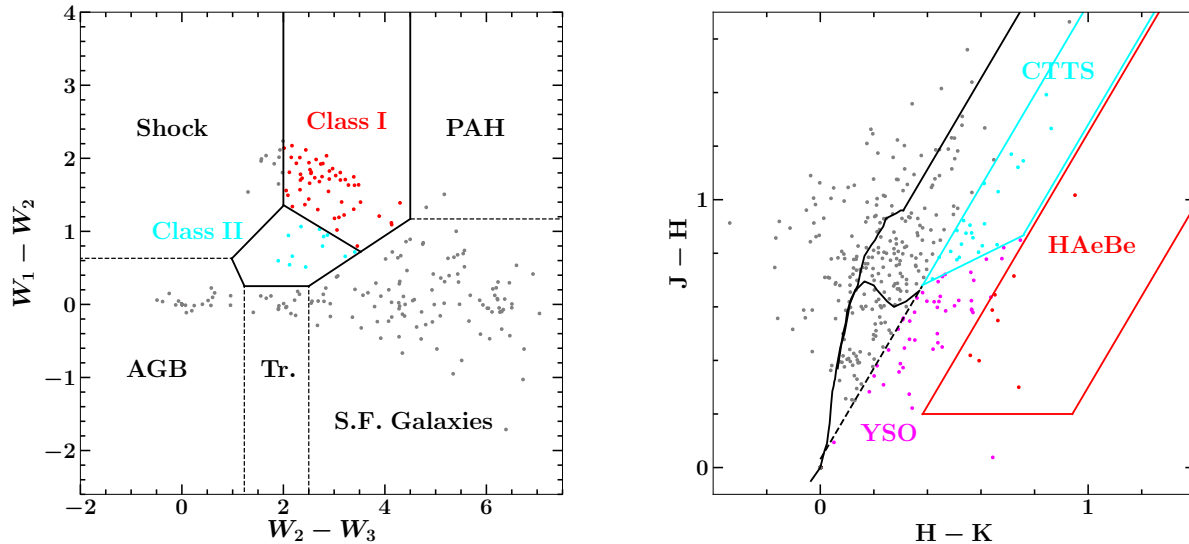 4
3
2
1
0
−1
−2
W₁ − W₂
Shock
Class I
PAH
Class II
AGB
Tr.
S.F. Galaxies
−2 0 2 4 6
W₂ − W₃
1
0
J − H
CTTS
HAeBe
YSO
0 1
H − K